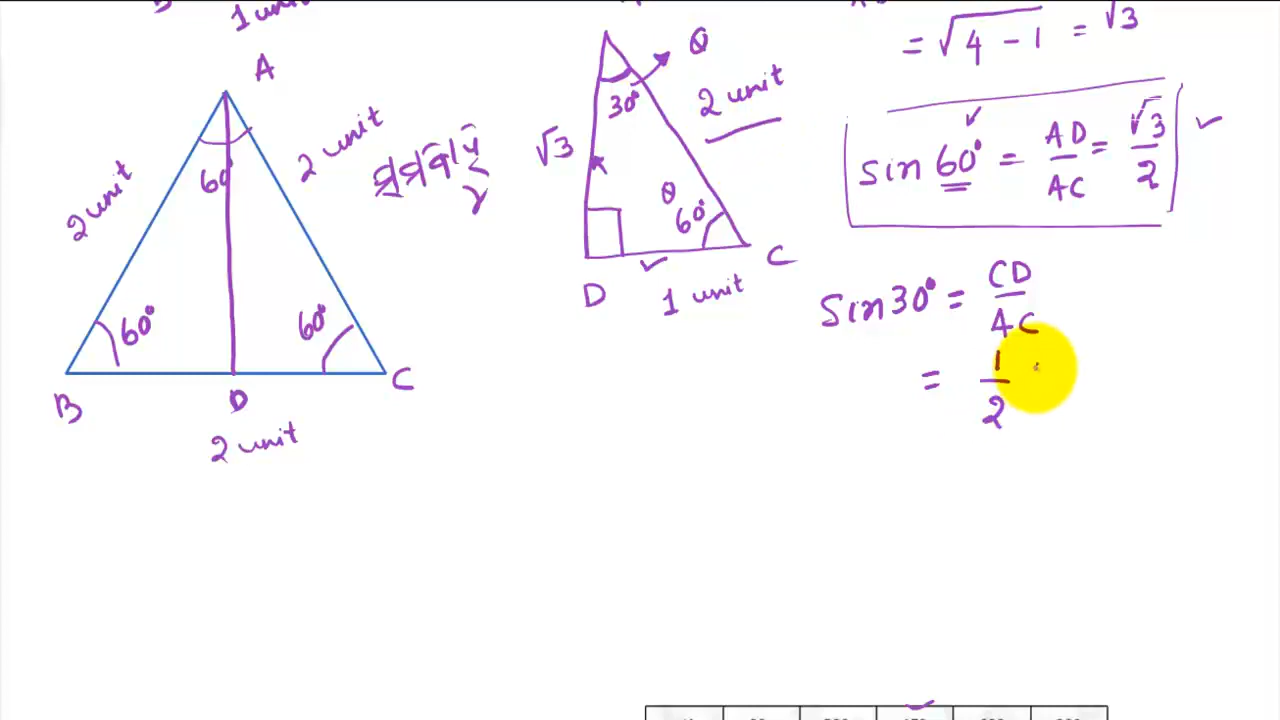 1 unit
A
60
2 unit
2 unit
60°
60°
B
D
C
2 unit
θ
30°
2 unit
√3
θ
60°
D
C
1 unit
= √4 - 1 = √3
sin 60° = AD/AC = √3/2
Sin 30° = CD/AC
= 1/2